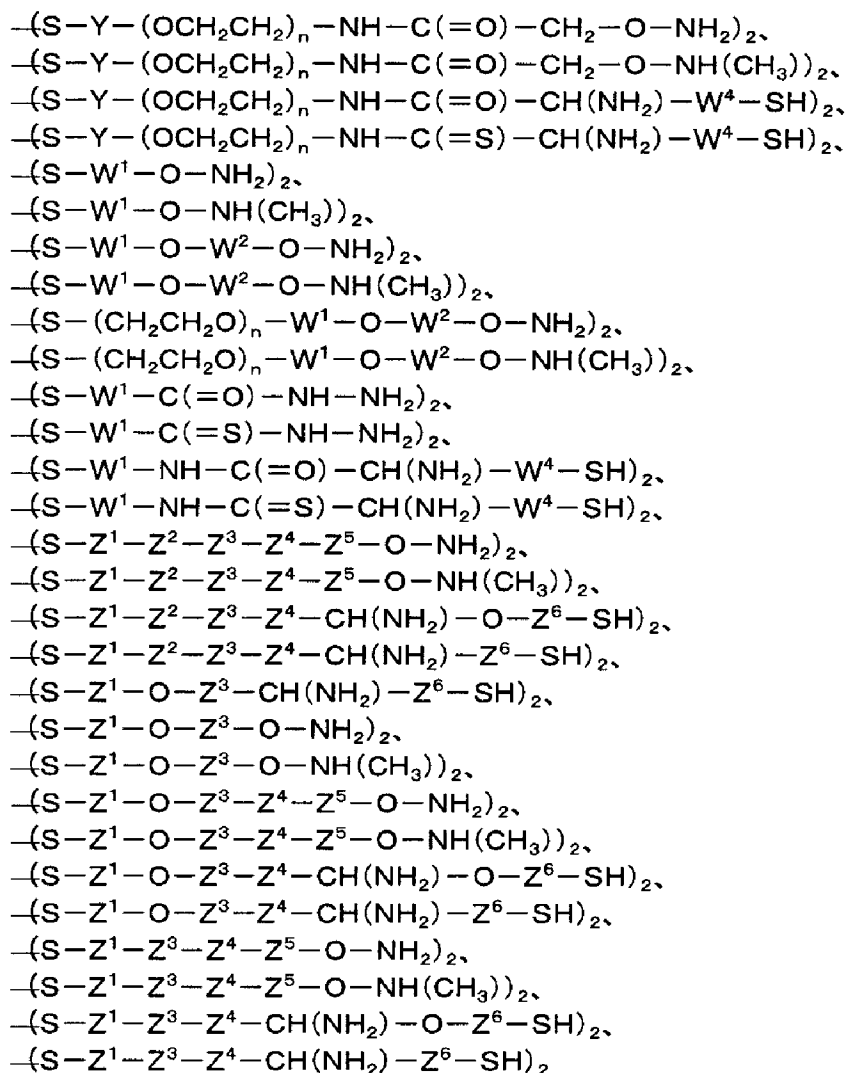 -(S-Y-(OCH₂CH₂)ₙ-NH-C(=O)-CH₂-O-NH₂)₂、
-(S-Y-(OCH₂CH₂)ₙ-NH-C(=O)-CH₂-O-NH(CH₃))₂、
-(S-Y-(OCH₂CH₂)ₙ-NH-C(=O)-CH(NH₂)-W⁴-SH)₂、
-(S-Y-(OCH₂CH₂)ₙ-NH-C(=S)-CH(NH₂)-W⁴-SH)₂、
-(S-W¹-O-NH₂)₂、
-(S-W¹-O-NH(CH₃))₂、
-(S-W¹-O-W²-O-NH₂)₂、
-(S-W¹-O-W²-O-NH(CH₃))₂、
-(S-(CH₂CH₂O)ₙ-W¹-O-W²-O-NH₂)₂、
-(S-(CH₂CH₂O)ₙ-W¹-O-W²-O-NH(CH₃))₂、
-(S-W¹-C(=O)-NH-NH₂)₂、
-(S-W¹-C(=S)-NH-NH₂)₂、
-(S-W¹-NH-C(=O)-CH(NH₂)-W⁴-SH)₂、
-(S-W¹-NH-C(=S)-CH(NH₂)-W⁴-SH)₂、
-(S-Z¹-Z²-Z³-Z⁴-Z⁵-O-NH₂)₂、
-(S-Z¹-Z²-Z³-Z⁴-Z⁵-O-NH(CH₃))₂、
-(S-Z¹-Z²-Z³-Z⁴-CH(NH₂)-O-Z⁶-SH)₂、
-(S-Z¹-Z²-Z³-Z⁴-CH(NH₂)-Z⁶-SH)₂、
-(S-Z¹-O-Z³-CH(NH₂)-Z⁶-SH)₂、
-(S-Z¹-O-Z³-O-NH₂)₂、
-(S-Z¹-O-Z³-O-NH(CH₃))₂、
-(S-Z¹-O-Z³-Z⁴-Z⁵-O-NH₂)₂、
-(S-Z¹-O-Z³-Z⁴-Z⁵-O-NH(CH₃))₂、
-(S-Z¹-O-Z³-Z⁴-CH(NH₂)-O-Z⁶-SH)₂、
-(S-Z¹-O-Z³-Z⁴-CH(NH₂)-Z⁶-SH)₂、
-(S-Z¹-Z³-Z⁴-Z⁵-O-NH₂)₂、
-(S-Z¹-Z³-Z⁴-Z⁵-O-NH(CH₃))₂、
-(S-Z¹-Z³-Z⁴-CH(NH₂)-O-Z⁶-SH)₂、
-(S-Z¹-Z³-Z⁴-CH(NH₂)-Z⁶-SH)₂